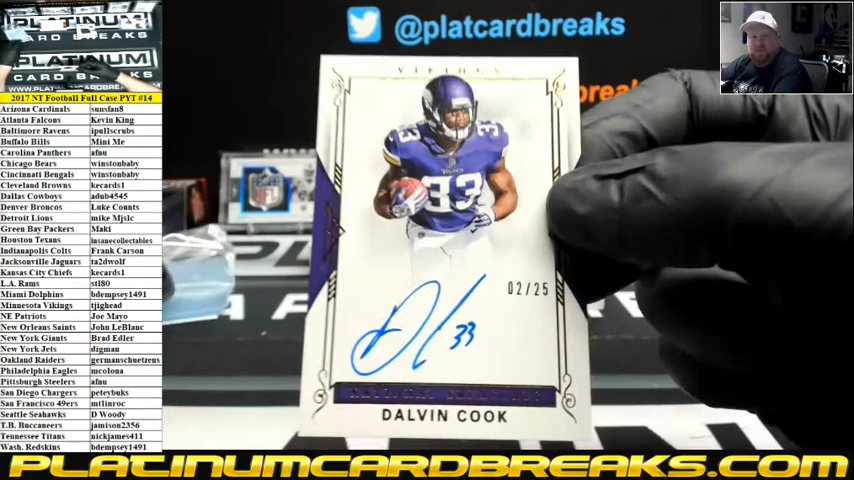 PLATINUM
CARD BREAKS
PLATINUM
CARD BREAKS
2017 NT Football Full Case PYT #14
Arizona Cardinals sunsfan8
Atlanta Falcons Kevin King
Baltimore Ravens ipullscrubs
Buffalo Bills Mini Me
Carolina Panthers afnu
Chicago Bears winstonbaby
Cincinnati Bengals winstonbaby
Cleveland Browns kecards1
Dallas Cowboys adub4545
Denver Broncos Luke Counts
Detroit Lions mike Mjslc
Green Bay Packers Maki
Houston Texans insanecollectables
Indianapolis Colts Frank Carson
Jacksonville Jaguars ta2dwolf
Kansas City Chiefs kecards1
L.A. Rams stl80
Miami Dolphins bdempsey1491
Minnesota Vikings tjighead
NE Patriots Joe Mayo
New Orleans Saints John LeBlanc
New York Giants Brad Edler
New York Jets digman
Oakland Raiders germanschuetzens
Philadelphia Eagles mcolona
Pittsburgh Steelers afnu
San Diego Chargers peteybuks
San Francisco 49ers mtlinroc
Seattle Seahawks D Woody
T.B. Buccaneers jamison2356
Tennessee Titans nickjames411
Wash. Redskins bdempsey1491
@platcardbreaks
VIKINGS
33
33
33
NFL
02/25
33
DALVIN COOK
PLATINUMCARDBREAKS.COM